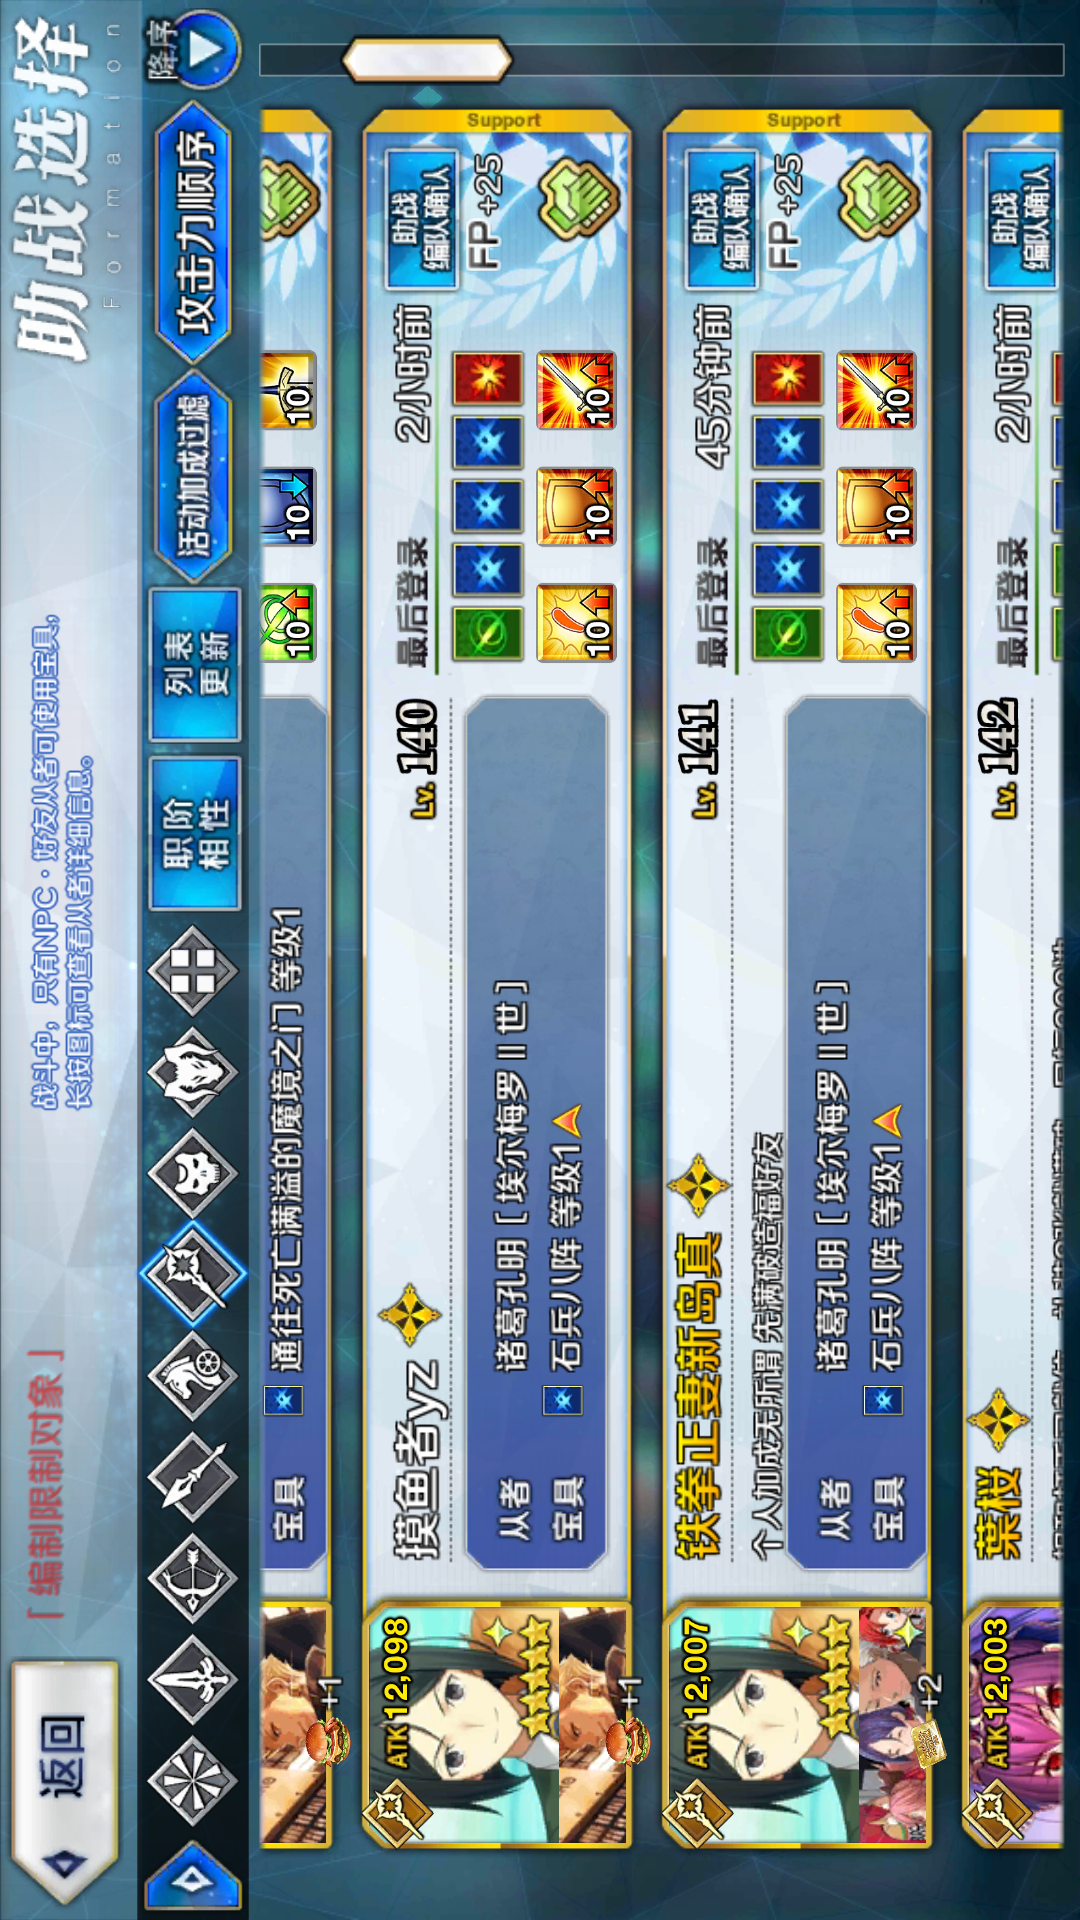 返回
「编制限制对象」
战斗中，只有NPC·好友从者可使用宝具，
长按图标可查看从者详细信息。
助战选择
Formation
职阶
相性
列表
更新
活动加成过滤
攻击力顺序
降序
+1
宝具
通往死亡满溢的魔境之门 等级1
10
10
10
Support
ATK 12,098
+1
摸鱼者yz
Lv. 140
从者
诸葛孔明 [ 埃尔梅罗 II 世 ]
宝具
石兵八阵 等级1
最后登录
2小时前
10
10
10
助战
编队确认
FP+25
Support
ATK 12,007
+2
铁拳正妻新岛真
Lv. 141
个人加成无所谓 先满破造福好友
从者
诸葛孔明 [ 埃尔梅罗 II 世 ]
宝具
石兵八阵 等级1
最后登录
45分钟前
10
10
10
助战
编队确认
FP+25
ATK 12,003
葉桜
Lv. 142
最后登录
2小时前
助战
编队确认